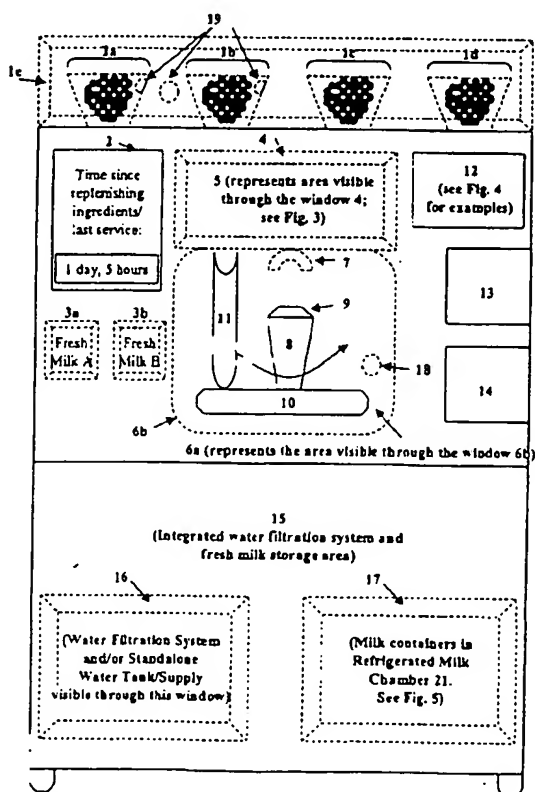 19
1a
1b
1c
1d
1e
2
4
Time since
replenishing
ingredients/
last service:
1 day, 5 hours
5 (represents area visible
through the window 4;
see Fig. 3)
12
(see Fig. 4
for examples)
7
3a
3b
Fresh
Milk A
Fresh
Milk B
11
9
8
13
18
14
10
6b
6a (represents the area visible through the window 6b)
15
(Integrated water filtration system and
fresh milk storage area)
16
17
(Water Filtration System
and/or Standalone
Water Tank/Supply
visible through this window)
(Milk containers in
Refrigerated Milk
Chamber 21.
See Fig. 5)